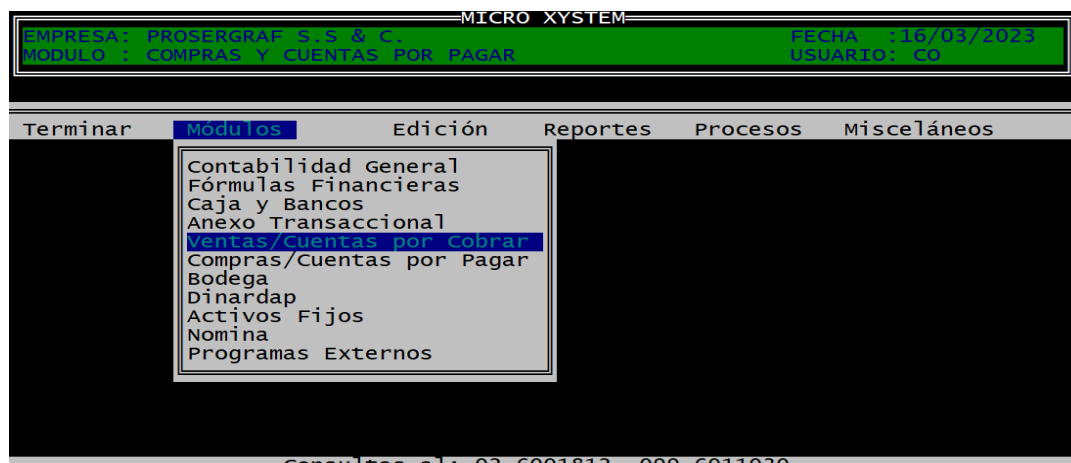 MICRO XYSTEM
EMPRESA: PROSERGRAF S.S & C. FECHA :16/03/2023
MODULO : COMPRAS Y CUENTAS POR PAGAR USUARIO: CO
Terminar Módulos Edición Reportes Procesos Misceláneos
Contabilidad General
Fórmulas Financieras
Caja y Bancos
Anexo Transaccional
Ventas/Cuentas por Cobrar
Compras/Cuentas por Pagar
Bodega
Dinardap
Activos Fijos
Nomina
Programas Externos
Consultas al: